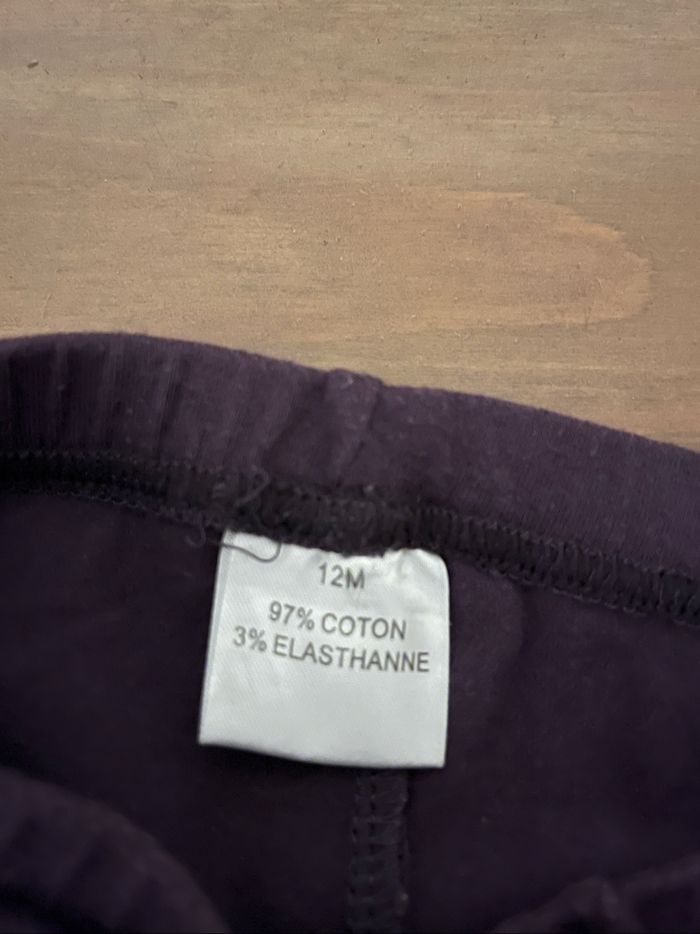 12M
97% COTON
3% ELASTHANNE